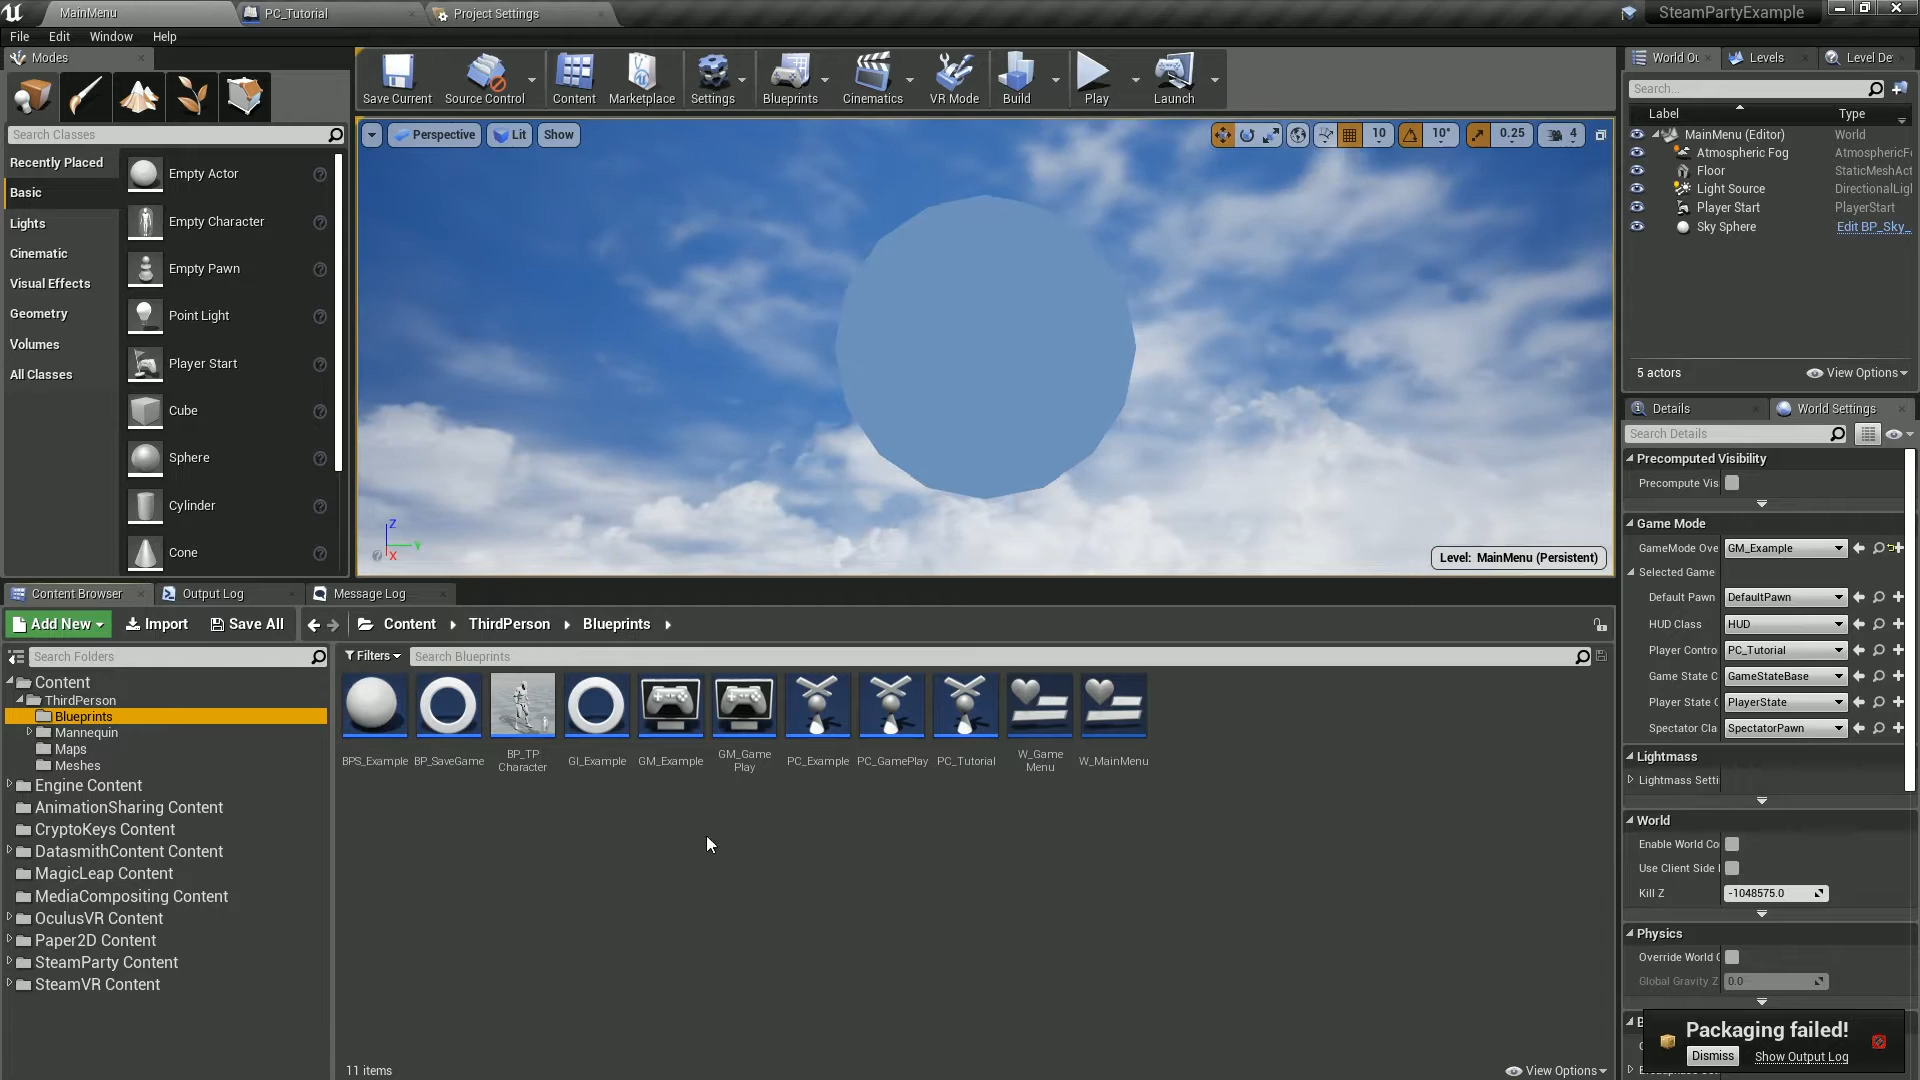 MainMenu
PC_Tutorial
Project Settings
SteamPartyExample
File Edit Window Help
Modes
Save Current
Source Control
Content
Marketplace
Settings
Blueprints
Cinematics
VR Mode
Build
Play
Launch
Search Classes
Recently Placed
Basic
Lights
Cinematic
Visual Effects
Geometry
Volumes
All Classes
Empty Actor
Empty Character
Empty Pawn
Point Light
Player Start
Cube
Sphere
Cylinder
Cone
Perspective
Lit
Show
10
10°
0.25
4
Z
Y
X
Level: MainMenu (Persistent)
World Ou
Levels
Level De
Search...
Label Type
MainMenu (Editor) World
Atmospheric Fog AtmosphericF
Floor StaticMeshAct
Light Source DirectionalLigl
Player Start PlayerStart
Sky Sphere Edit BP_Sky_
5 actors
View Options
Details
World Settings
Search Details
Precomputed Visibility
Precompute Vis
Game Mode
GameMode Ove GM_Example
Selected Game
Default Pawn DefaultPawn
HUD Class HUD
Player Contro PC_Tutorial
Game State C GameStateBase
Player State C PlayerState
Spectator Cla SpectatorPawn
Lightmass
Lightmass Setti
World
Enable World Co
Use Client Side
Kill Z -1048575.0
Physics
Override World G
Global Gravity Z 0.0
Packaging failed!
Dismiss
Show Output Log
Content Browser
Output Log
Message Log
Add New
Import
Save All
Content ThirdPerson Blueprints
Search Folders
Filters
Search Blueprints
Content
ThirdPerson
Blueprints
Mannequin
Maps
Meshes
Engine Content
AnimationSharing Content
CryptoKeys Content
DatasmithContent Content
MagicLeap Content
MediaCompositing Content
OculusVR Content
Paper2D Content
SteamParty Content
SteamVR Content
BPS_Example
BP_SaveGame
BP_TP
Character
GI_Example
GM_Example
GM_Game
Play
PC_Example
PC_GamePlay
PC_Tutorial
W_Game
Menu
W_MainMenu
11 items
View Options